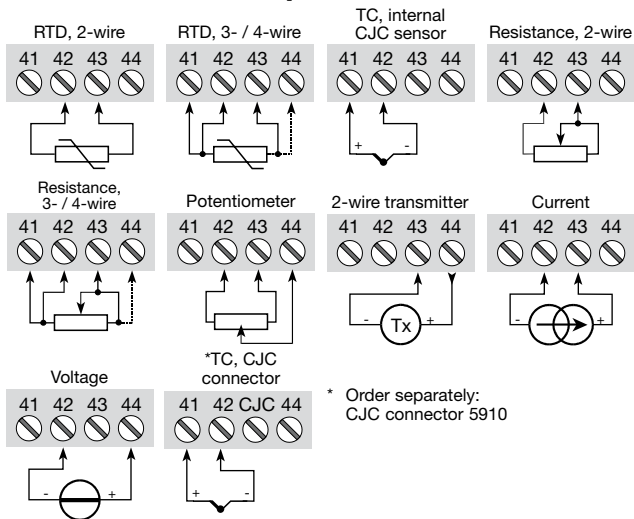 RTD, 2-wire
41 42 43 44
RTD, 3- / 4-wire
41 42 43 44
TC, internal
CJC sensor
41 42 43 44
+ -
Resistance, 2-wire
41 42 43 44
Resistance,
3- / 4-wire
41 42 43 44
Potentiometer
41 42 43 44
2-wire transmitter
41 42 43 44
- Tx +
Current
41 42 43 44
- +
Voltage
41 42 43 44
- +
*TC, CJC
connector
41 42 CJC 44
+ -
* Order separately:
CJC connector 5910